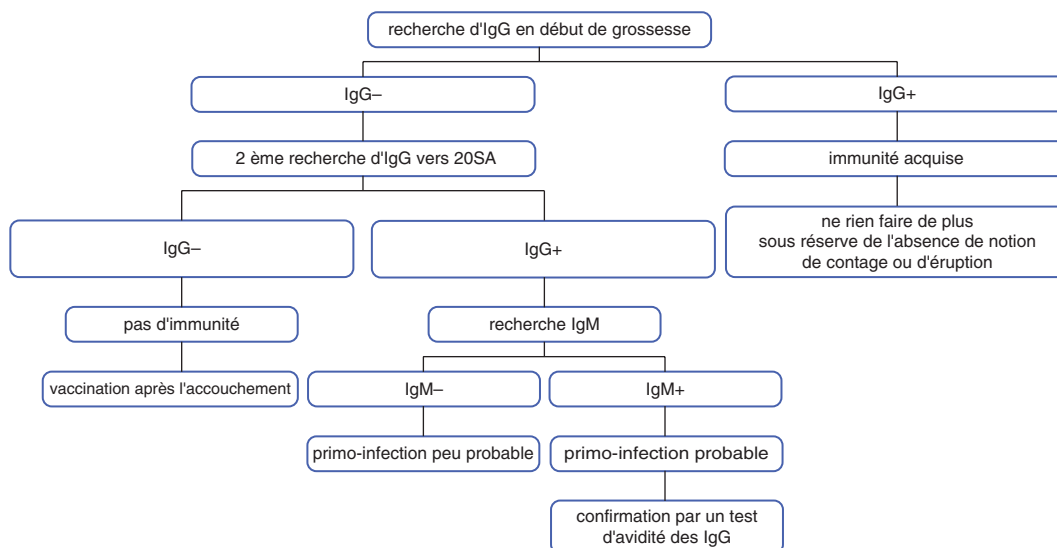 recherche d'IgG en début de grossesse
IgG–
IgG+
2 ème recherche d'IgG vers 20SA
immunité acquise
ne rien faire de plus
sous réserve de l'absence de notion
de contage ou d'éruption
IgG–
IgG+
pas d'immunité
recherche IgM
vaccination après l'accouchement
IgM–
IgM+
primo-infection peu probable
primo-infection probable
confirmation par un test
d'avidité des IgG